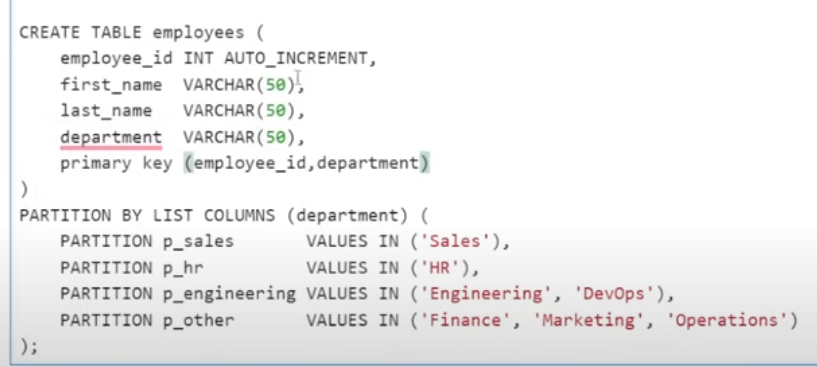 CREATE TABLE employees (
employee_id INT AUTO_INCREMENT,
first_name VARCHAR(50),
last_name VARCHAR(50),
department VARCHAR(50),
primary key (employee_id,department)
)
PARTITION BY LIST COLUMNS (department) (
PARTITION p_sales VALUES IN ('Sales'),
PARTITION p_hr VALUES IN ('HR'),
PARTITION p_engineering VALUES IN ('Engineering', 'DevOps'),
PARTITION p_other VALUES IN ('Finance', 'Marketing', 'Operations')
);